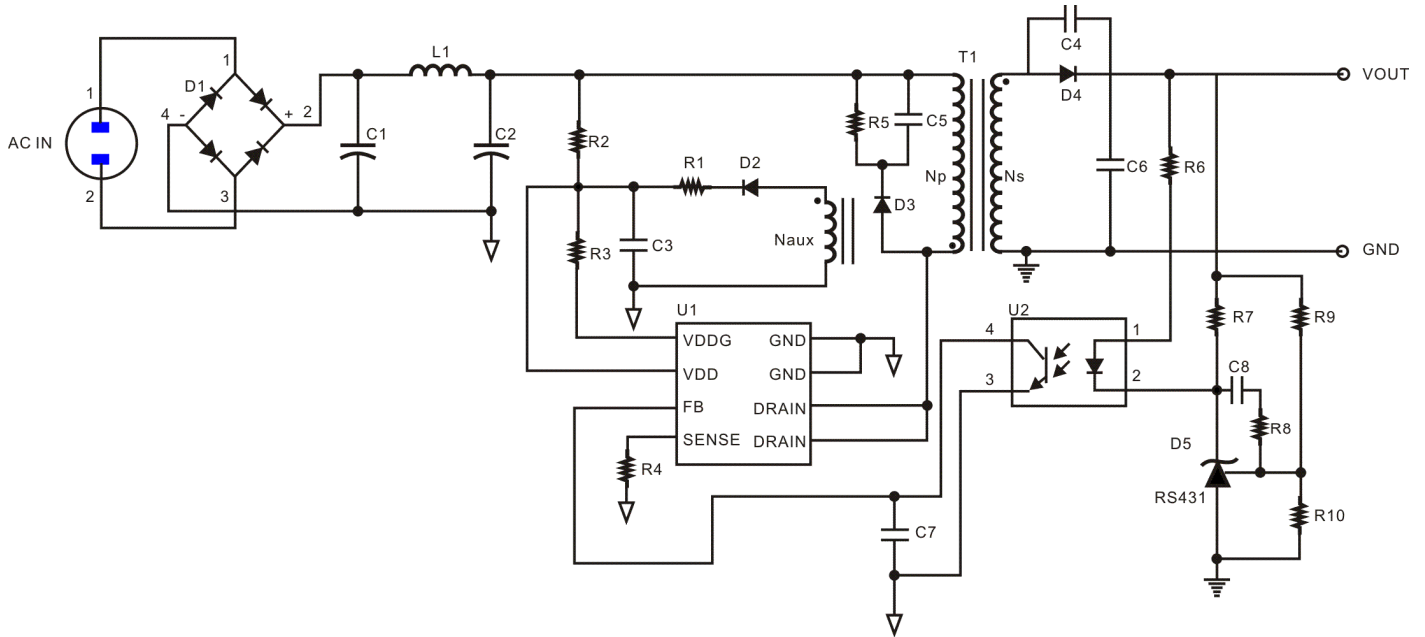 C4
T1
L1
D4
VOUT
1
D1
1
4
-
+
2
AC IN
C1
C2
R2
R5
C5
C6
R6
R1
D2
Np
Ns
2
3
D3
R3
C3
Naux
GND
U1
U2
R7
R9
4
1
VDDG
GND
VDD
GND
3
2
C8
FB
DRAIN
R8
SENSE
DRAIN
D5
R4
RS431
R10
C7